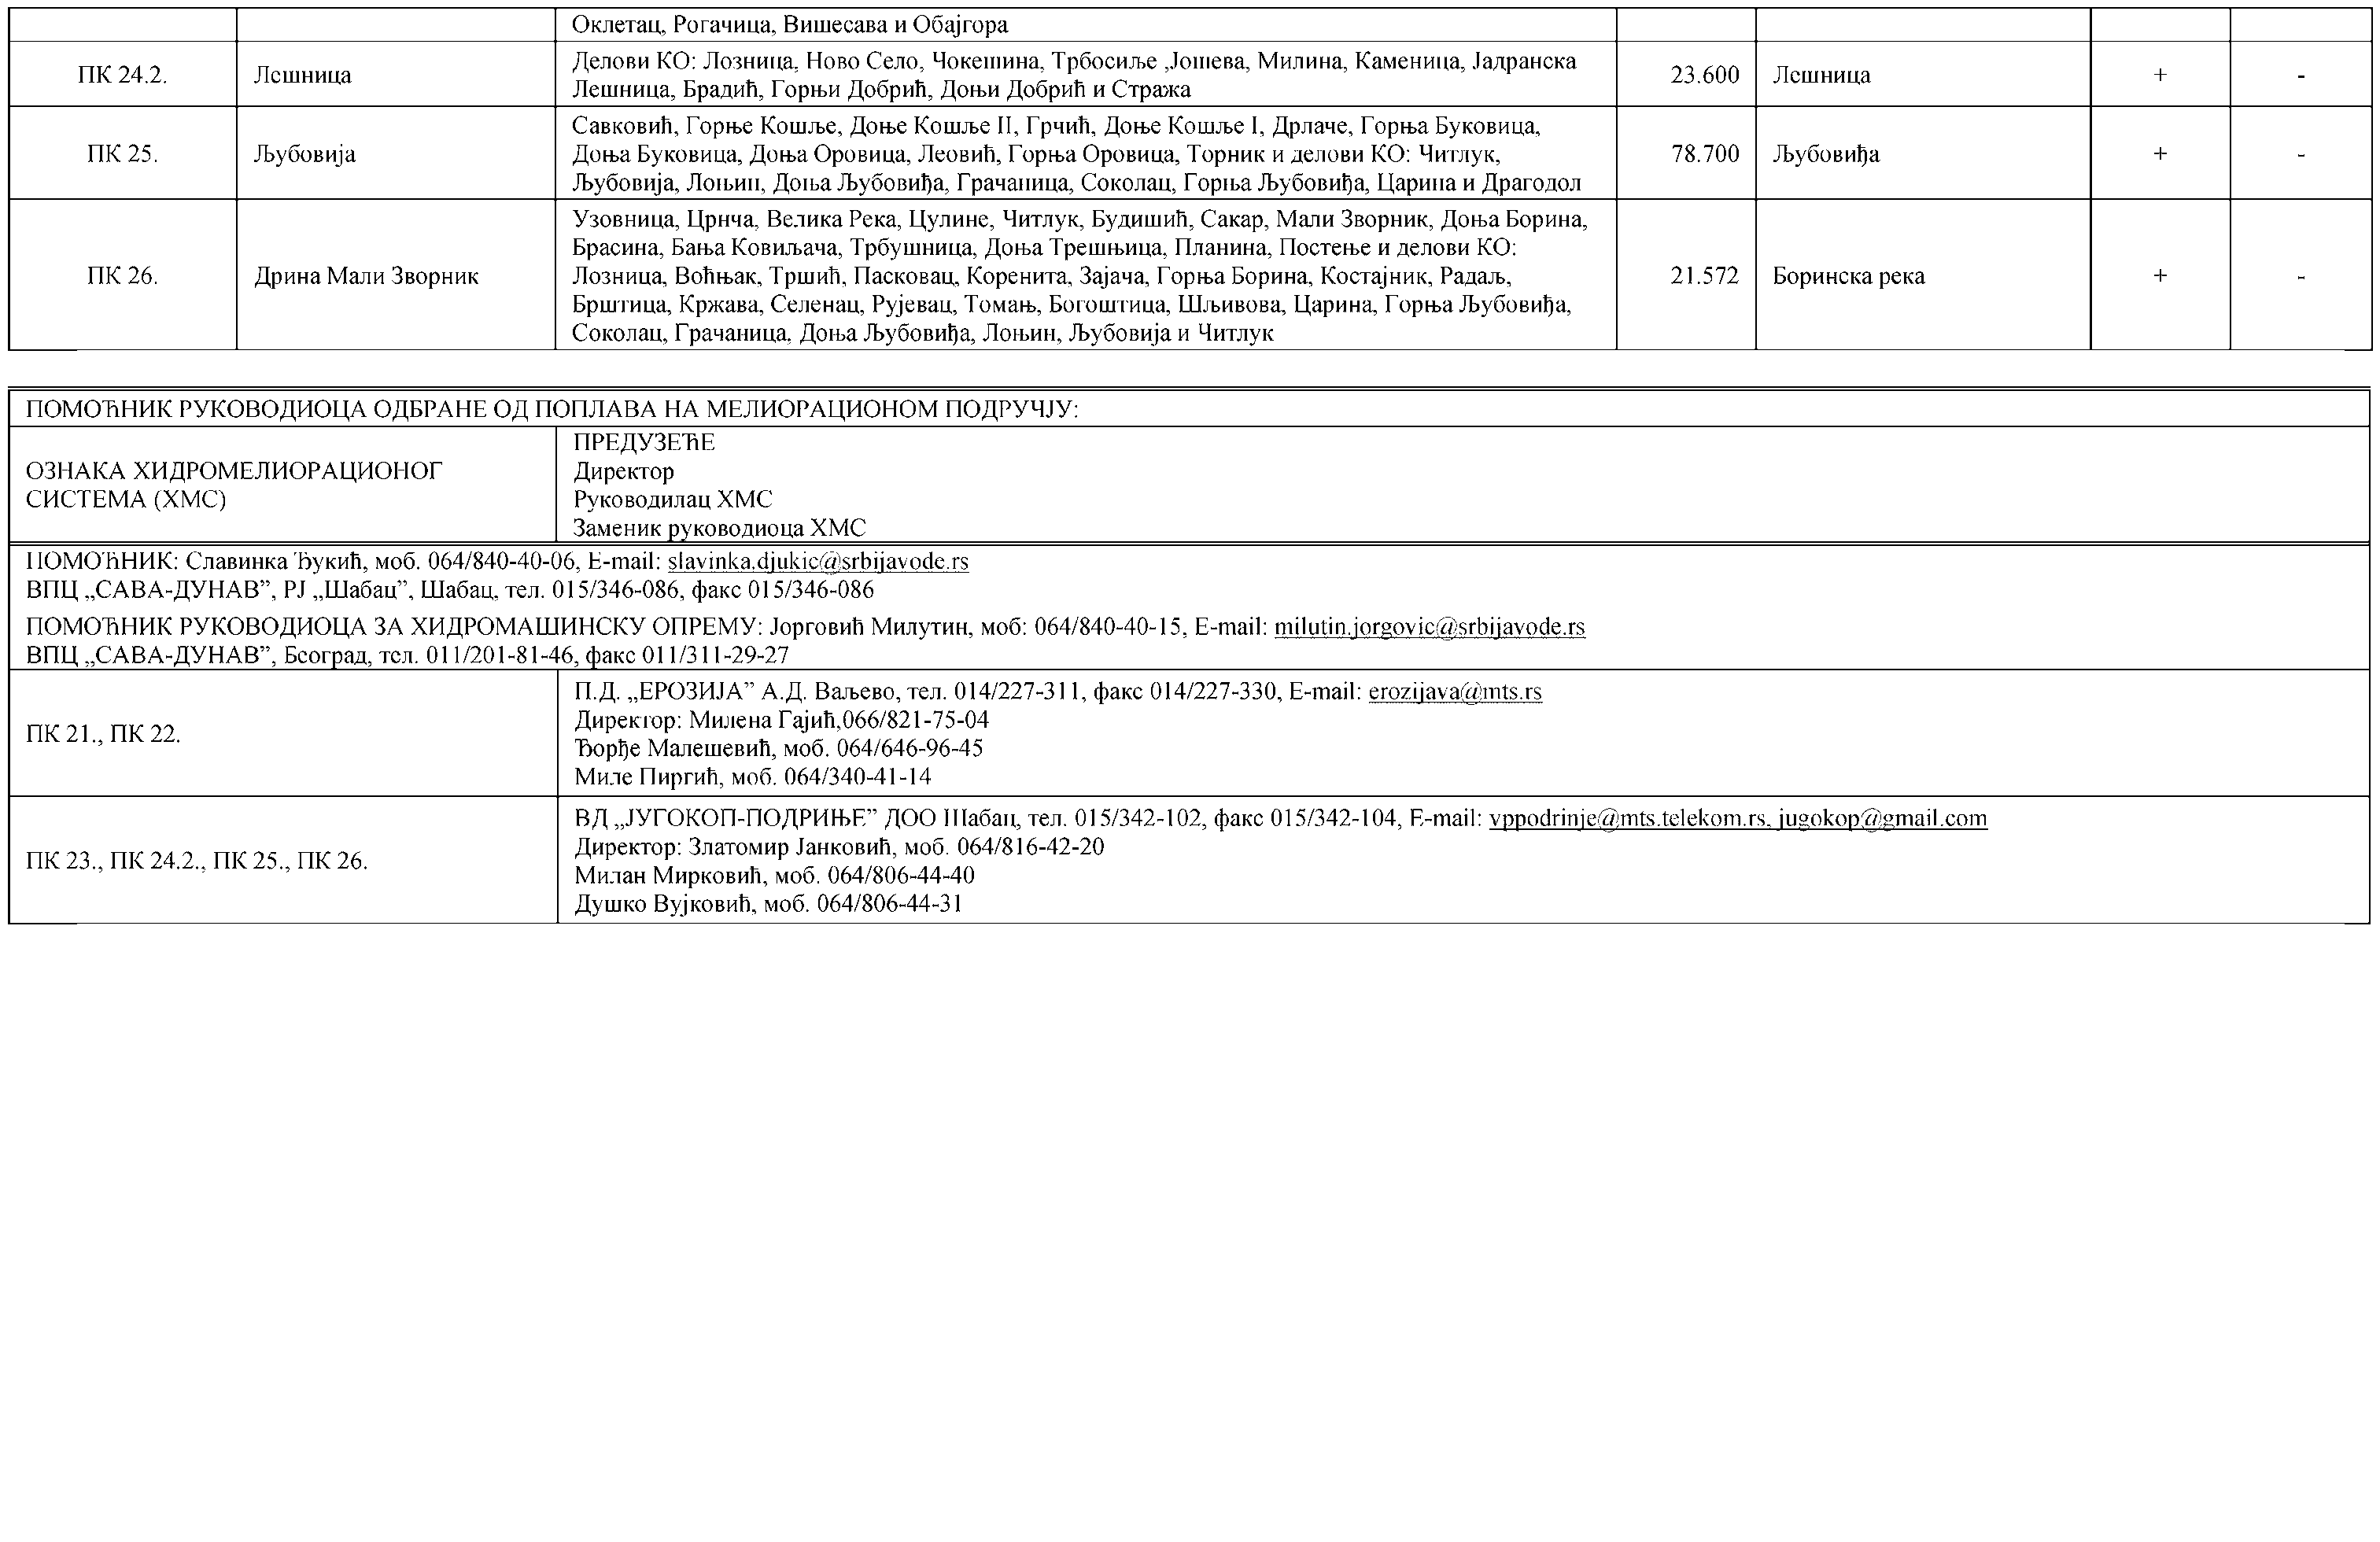 Оклетац, Рогачица, Вишесава и Обајгора
ПК 24.2. Лешница Делови КО: Лозница, Ново Село, Чокешина, Трбосиље ,Јошева, Милина, Каменица, Јадранска 23.600 Лешница + -
Лешница, Брадић, Горњи Добрић, Доњи Добрић и Стража
Савковић, Горње Кошље, Доње Кошље II, Грчић, Доње Кошље I, Дрлаче, Горња Буковица,
ПК 25. Љубовија Доња Буковица, Доња Оровица, Леовић, Горња Оровица, Торник и делови КО: Читлук, 78.700 Љубовиђа + -
Љубовија, Лоњин, Доња Љубовиђа, Грачаница, Соколац, Горња Љубовиђа, Царина и Драгодол
Узовница, Црнча, Велика Река, Цулине, Читлук, Будишић, Сакар, Мали Зворник, Доња Борина,
Брасина, Бања Ковиљача, Трбушница, Доња Трешњица, Планина, Постење и делови КО:
ПК 26. Дрина Мали Зворник Лозница, Воћњак, Тршић, Пасковац, Коренита, Зајача, Горња Борина, Костајник, Радаљ, 21.572 Боринска река + -
Брштица, Кржава, Селенац, Рујевац, Томањ, Богоштица, Шљивова, Царина, Горња Љубовиђа,
Соколац, Грачаница, Доња Љубовиђа, Лоњин, Љубовија и Читлук
ПОМОЋНИК РУКОВОДИОЦА ОДБРАНЕ ОД ПОПЛАВА НА МЕЛИОРАЦИОНОМ ПОДРУЧЈУ:
ОЗНАКА ХИДРОМЕЛИОРАЦИОНОГ
СИСТЕМА (ХМС)
ПРЕДУЗЕЋЕ
Директор
Руководилац ХМС
Заменик руководиоца ХМС
ПОМОЋНИК: Славинка Ђукић, моб. 064/840-40-06, E-mail: slavinka.djukic@srbijavode.rs
ВПЦ „САВА-ДУНАВ”, РЈ „Шабац”, Шабац, тел. 015/346-086, факс 015/346-086
ПОМОЋНИК РУКОВОДИОЦА ЗА ХИДРОМАШИНСКУ ОПРЕМУ: Јорговић Милутин, моб: 064/840-40-15, E-mail: milutin.jorgovic@srbijavode.rs
ВПЦ „САВА-ДУНАВ”, Београд, тел. 011/201-81-46, факс 011/311-29-27
ПК 21., ПК 22.
П.Д. „ЕРОЗИЈА” А.Д. Ваљево, тел. 014/227-311, факс 014/227-330, E-mail: erozijava@mts.rs
Директор: Милена Гајић,066/821-75-04
Ђорђе Малешевић, моб. 064/646-96-45
Миле Пиргић, моб. 064/340-41-14
ПК 23., ПК 24.2., ПК 25., ПК 26.
ВД „ЈУГОКОП-ПОДРИЊЕ” ДОО Шабац, тел. 015/342-102, факс 015/342-104, E-mail: vppodrinje@mts.telekom.rs, jugokop@gmail.com
Директор: Златомир Јанковић, моб. 064/816-42-20
Милан Мирковић, моб. 064/806-44-40
Душко Вујковић, моб. 064/806-44-31